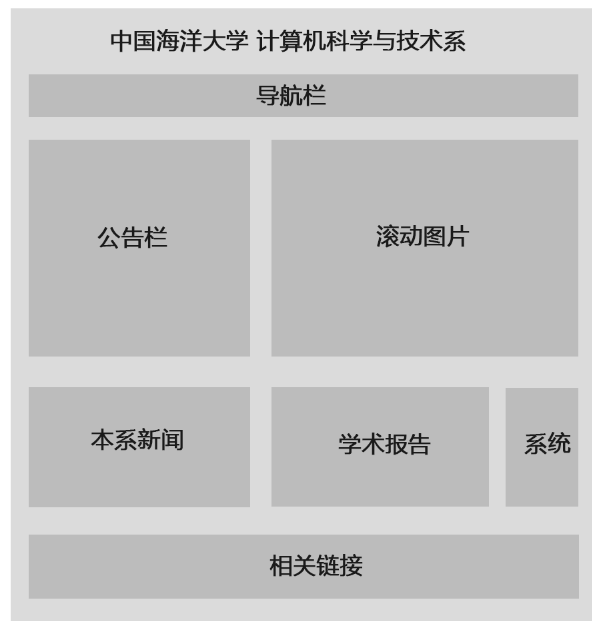 中国海洋大学 计算机科学与技术系
导航栏
公告栏
滚动图片
本系新闻
学术报告
系统
相关链接